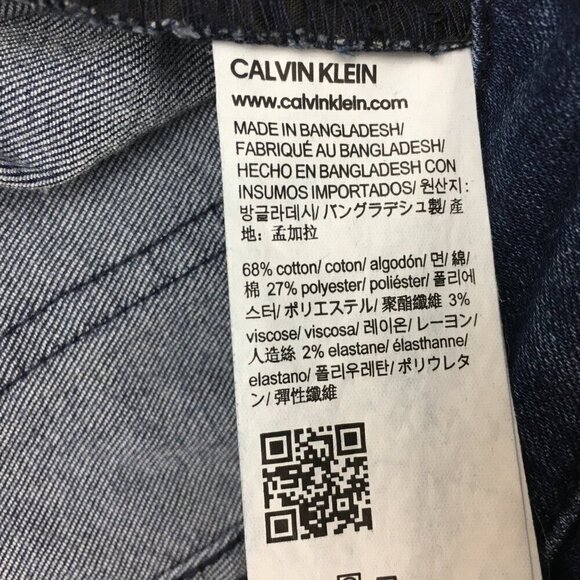 CALVIN KLEIN
www.calvinklein.com
MADE IN BANGLADESH/
FABRIQUÉ AU BANGLADESH/
HECHO EN BANGLADESH CON
INSUMOS IMPORTADOS/ 원산지:
방글라데시/ バングラデシュ製/ 產
地: 孟加拉
68% cotton/ coton/ algodón/ 면/ 綿/
棉 27% polyester/ poliéster/ 폴리에
스터/ ポリエステル/ 聚酯纖維 3%
viscose/ viscosa/ 레이온/ レーヨン/
人造絲 2% elastane/ élasthanne/
elastano/ 폴리우레탄/ ポリウレタ
ン/ 彈性纖維